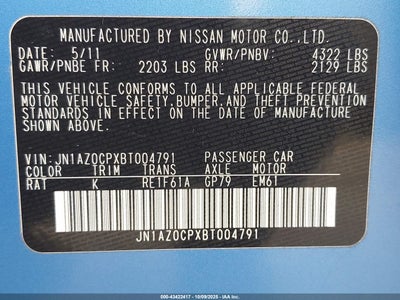 MANUFACTURED BY NISSAN MOTOR CO.,LTD.
DATE: 5/11 GVWR/PNBV: 4322 LBS
GAWR/PNBE FR: 2203 LBS RR: 2129 LBS
THIS VEHICLE CONFORMS TO ALL APPLICABLE
FEDERAL MOTOR VEHICLE SAFETY,BUMPER,AND THEFT PREVENTION
STANDARDS IN EFFECT ON THE DATE OF MANUFACTURE SHOWN
ABOVE.
VIN: JN1AZ0CPXBT004791 PASSENGER CAR
COLOR TRIM TRANS AXLE MOTOR
RAT K RE1F61A GP79 EM61
JN1AZ0CPXBT004791
500-43422417 - 10/09/2025 - IAA Inc.